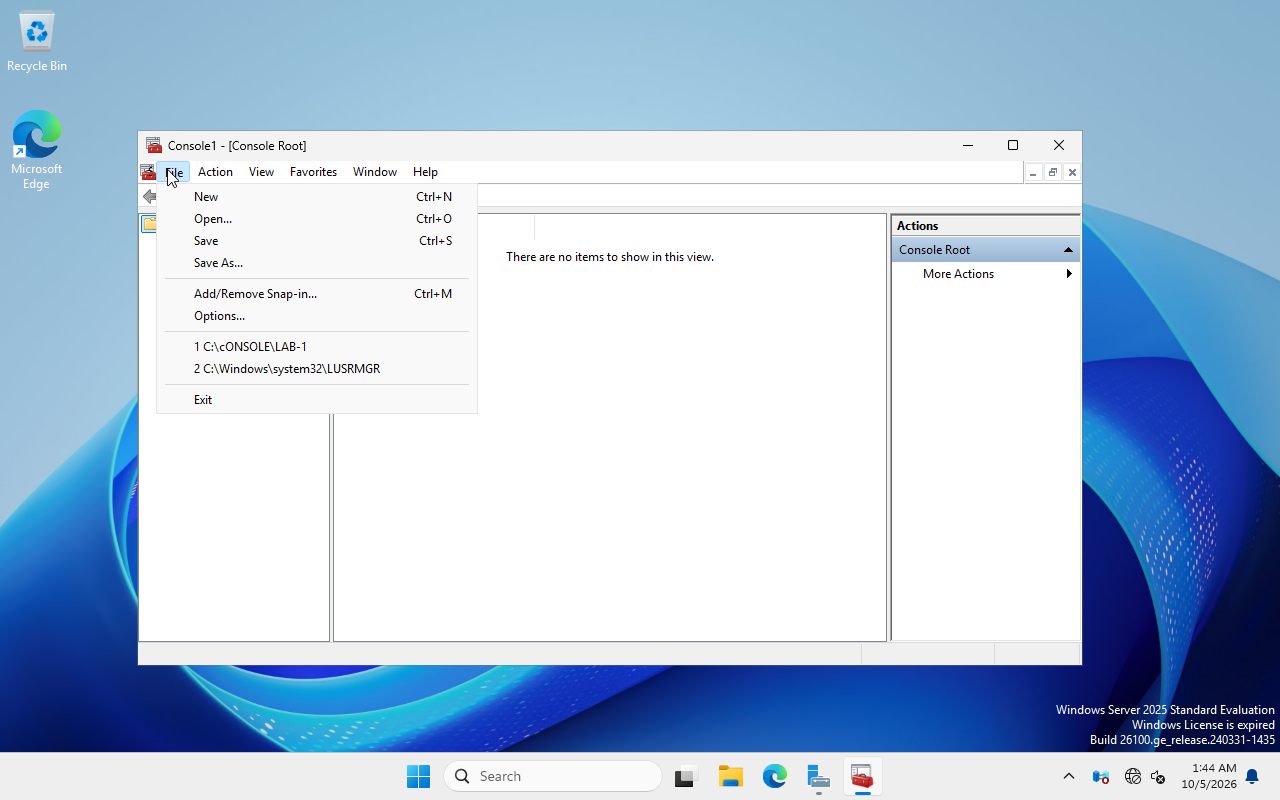 Recycle Bin
Microsoft
Edge
Console1 - [Console Root]
Action
View
Favorites
Window
Help
New Ctrl+N
Open... Ctrl+O
Save Ctrl+S
Save As...
Add/Remove Snap-in... Ctrl+M
Options...
1 C:\cONSOLE\LAB-1
2 C:\Windows\system32\LUSRMGR
Exit
There are no items to show in this view.
Actions
Console Root
More Actions
Windows Server 2025 Standard Evaluation
Windows License is expired
Build 26100.ge_release.240331-1435
Search
1:44 AM
10/5/2026